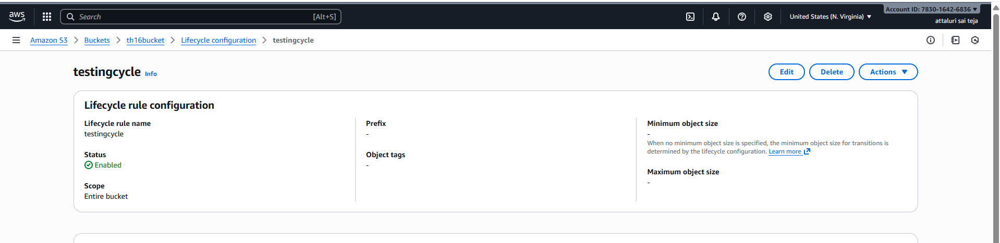 aws
Search [Alt+S]
United States (N. Virginia)
Account ID: 7830-1642-6836
attaluri sai teja
Amazon S3 > Buckets > th16bucket > Lifecycle configuration > testingcycle
testingcycle Info
Edit
Delete
Actions
Lifecycle rule configuration
Lifecycle rule name
testingcycle
Status
Enabled
Scope
Entire bucket
Prefix
-
Object tags
-
Minimum object size
-
When no minimum object size is specified, the minimum object size for transitions is
determined by the lifecycle configuration. Learn more
Maximum object size
-